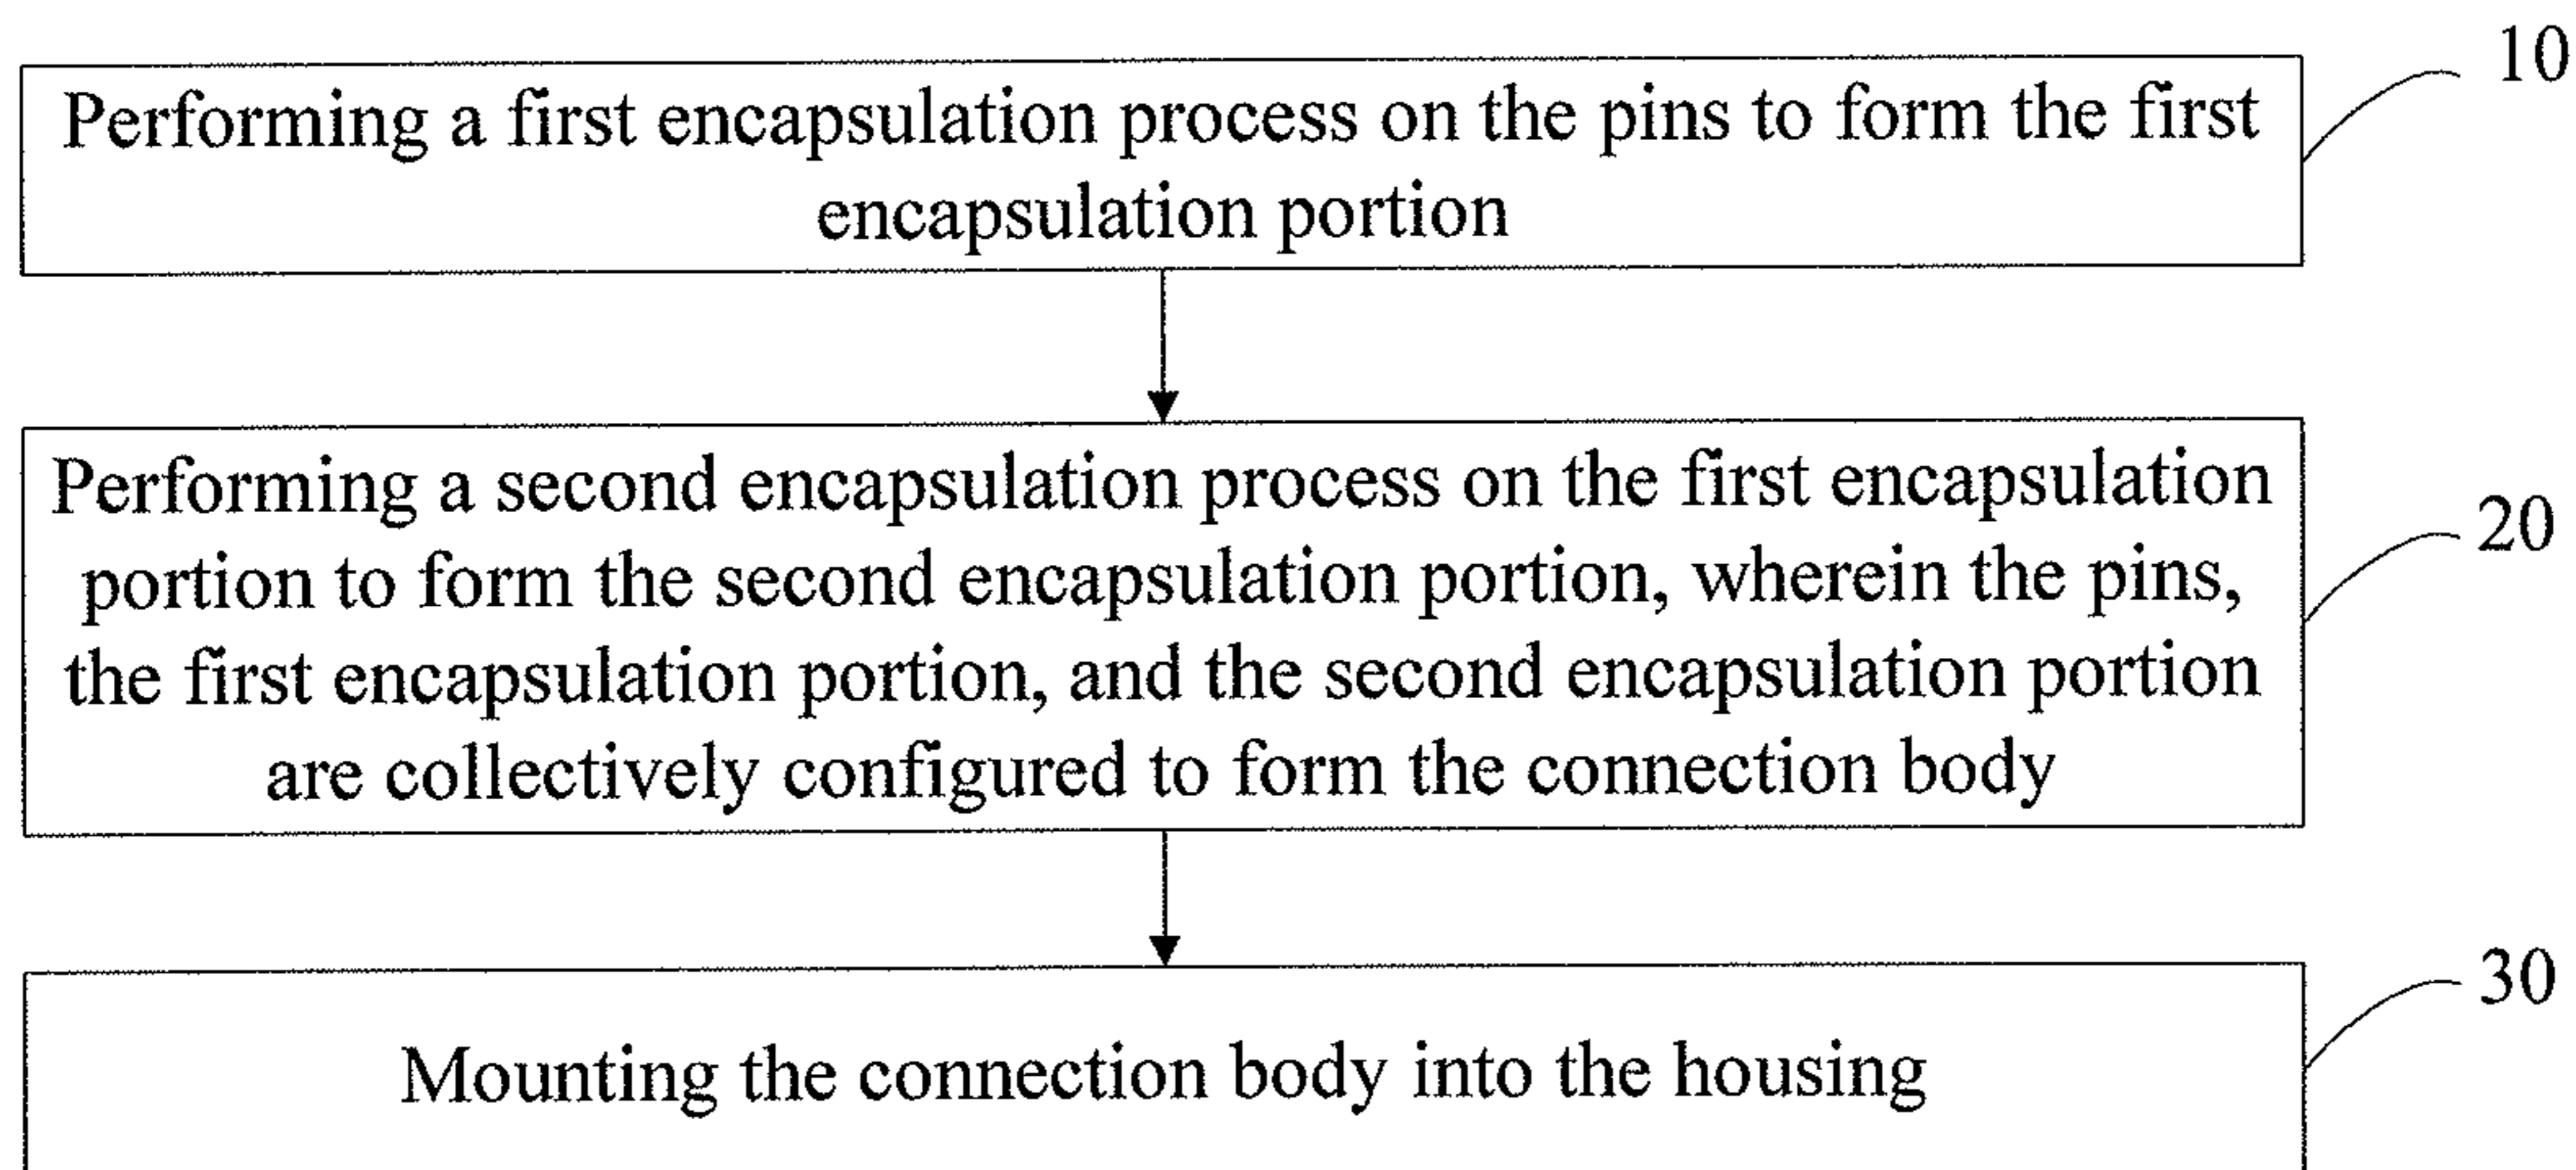 10
Performing a first encapsulation process on the pins to form the first
encapsulation portion
Performing a second encapsulation process on the first encapsulation
portion to form the second encapsulation portion, wherein the pins,
the first encapsulation portion, and the second encapsulation portion
are collectively configured to form the connection body
20
Mounting the connection body into the housing
30